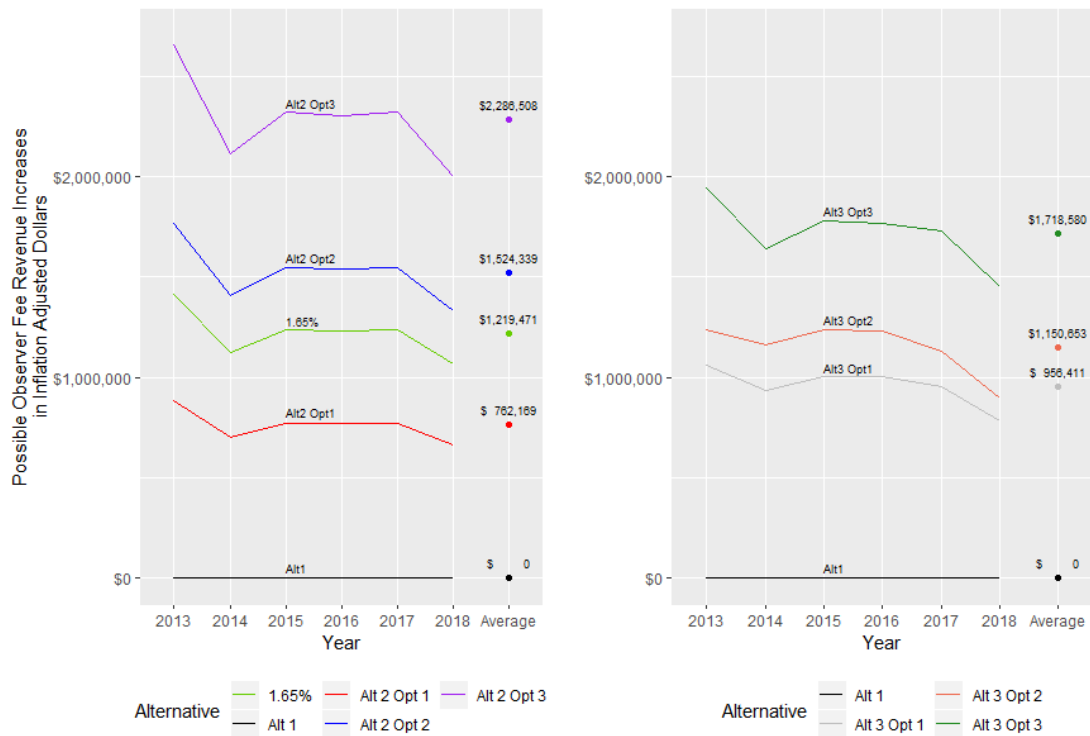 Possible Observer Fee Revenue Increases
in Inflation Adjusted Dollars
$2,000,000
$1,000,000
$0
Alt2 Opt3
Alt2 Opt2
1.65%
Alt2 Opt1
Alt1
$2,286,508
$1,524,339
$1,219,471
$ 762,169
$ 0
2013 2014 2015 2016 2017 2018 Average
Year
Alternative
1.65% Alt 2 Opt 1 Alt 2 Opt 3
Alt 1 Alt 2 Opt 2
$2,000,000
$1,000,000
$0
Alt3 Opt3
Alt3 Opt2
Alt3 Opt1
Alt1
$1,718,580
$1,150,653
$ 956,411
$ 0
2013 2014 2015 2016 2017 2018 Average
Year
Alternative
Alt 1 Alt 3 Opt 2
Alt 3 Opt 1 Alt 3 Opt 3